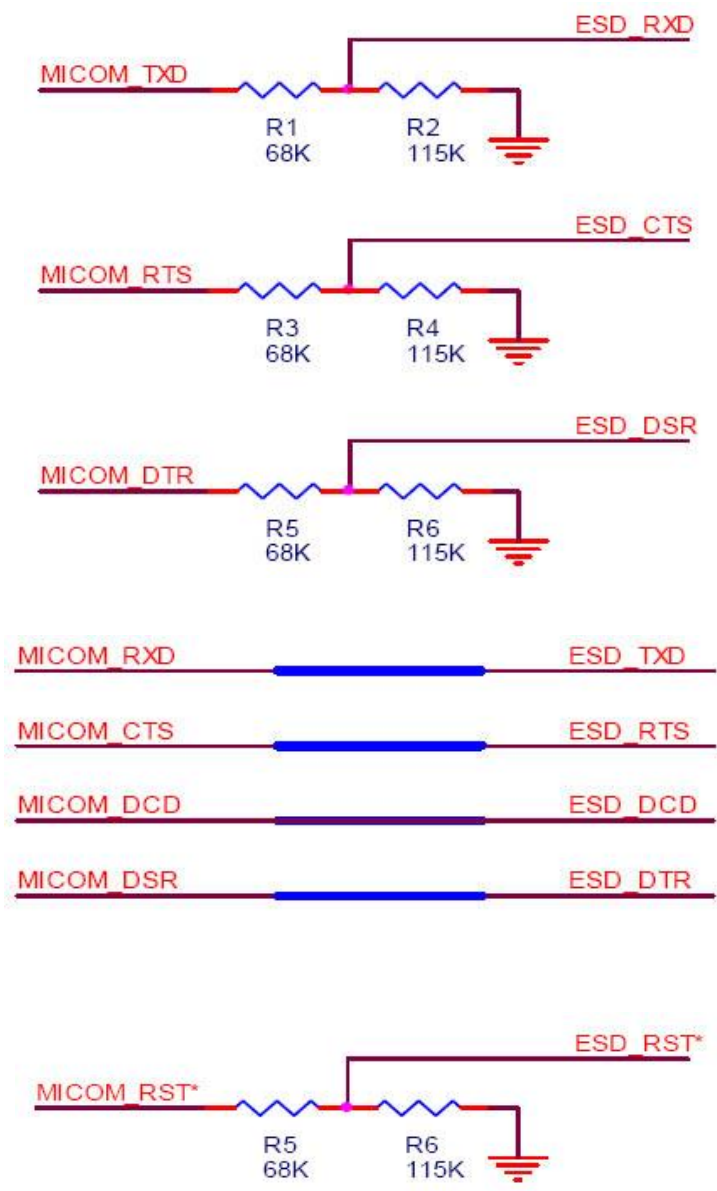 ESD_RXD
MICOM_TXD
R1 R2
68K 115K
ESD_CTS
MICOM_RTS
R3 R4
68K 115K
ESD_DSR
MICOM_DTR
R5 R6
68K 115K
MICOM_RXD ESD_TXD
MICOM_CTS ESD_RTS
MICOM_DCD ESD_DCD
MICOM_DSR ESD_DTR
ESD_RST*
MICOM_RST*
R5 R6
68K 115K